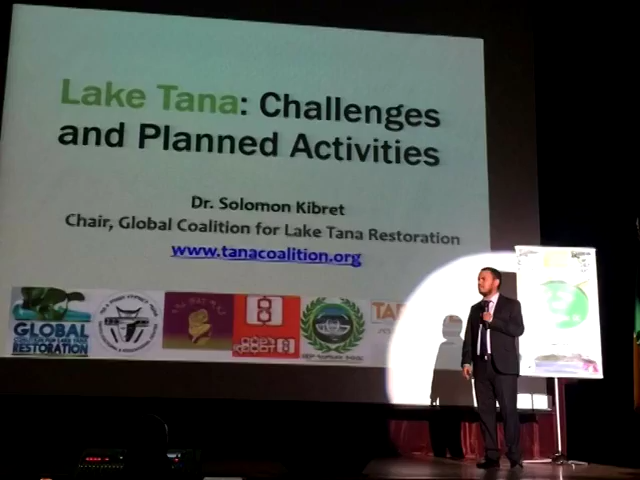 Lake Tana: Challenges
and Planned Activities
Dr. Solomon Kibret
Chair, Global Coalition for Lake Tana Restoration
www.tanacoalition.org
GLOBAL
RESTORATION